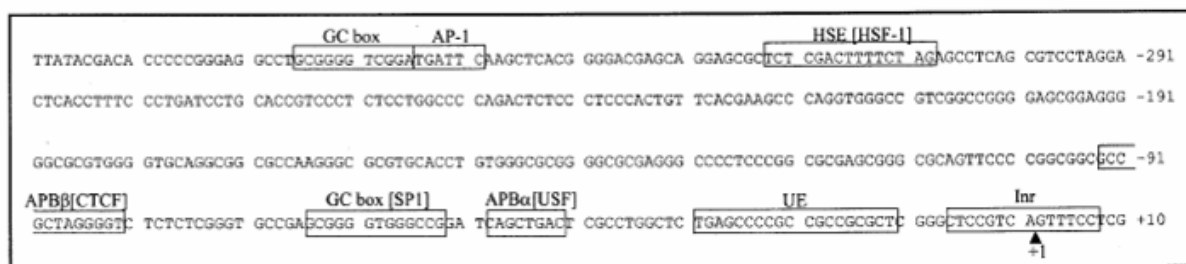 GC box AP-1 HSE [HSF-1]
TTATACGACA CCCCCGGGAG GCCTGCGGGG TCGGATGATT CAAGCTCACG GGGACGAGCA GGAGCGCTCT CGACTTTTCT AGAGCCTCAG CGTCCTAGGA -291
CTCACCTTTC CCTGATCCTG CACCGTCCCT CTCCTGGCCC CAGACTCTCC CTCCCACTGT TCACGAAGCC CAGGTGGGCC GTCGGCCGGG GAGCGGAGGG -191
GGCGCGTGGG GTGCAGGCGG CGCCAAGGGC GCGTGCACCT GTGGGCGCGG GGCGCGAGGG CCCCTCCCGG CGCGAGCGGG CGCAGTTCCC CGGCGGCGCC -91
APBβ[CTCF] GC box [SP1] APBα[USF] UE Inr
GCTAGGGGTC TCTCTCGGGT GCCGAGCGGG GTGGGCCGGA TCAGCTGACT CGCCTGGCTC TGAGCCCCGC CGCCGCGCTC GGGCTCCGTC AGTTTCCTCG +10
+1